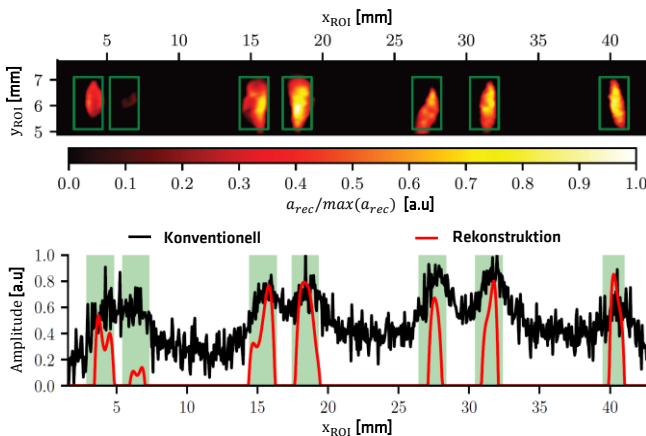 x_ROI [mm]
5 10 15 20 25 30 35 40
y_ROI [mm]
7
6
5
0.0 0.1 0.2 0.3 0.4 0.5 0.6 0.7 0.8 0.9 1.0
a_rec/max(a_rec) [a.u]
Konventionell Rekonstruktion
Amplitude [a.u]
1.0
0.8
0.6
0.4
0.2
0.0
5 10 15 20 25 30 35 40
x_ROI [mm]